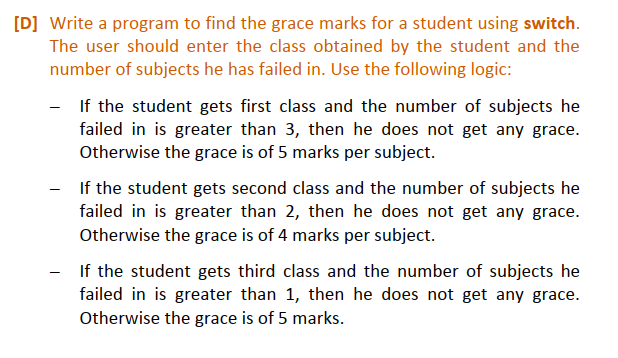 [D] Write a program to find the grace marks for a student using switch.
The user should enter the class obtained by the student and the
number of subjects he has failed in. Use the following logic:
– If the student gets first class and the number of subjects he
failed in is greater than 3, then he does not get any grace.
Otherwise the grace is of 5 marks per subject.
– If the student gets second class and the number of subjects he
failed in is greater than 2, then he does not get any grace.
Otherwise the grace is of 4 marks per subject.
– If the student gets third class and the number of subjects he
failed in is greater than 1, then he does not get any grace.
Otherwise the grace is of 5 marks.